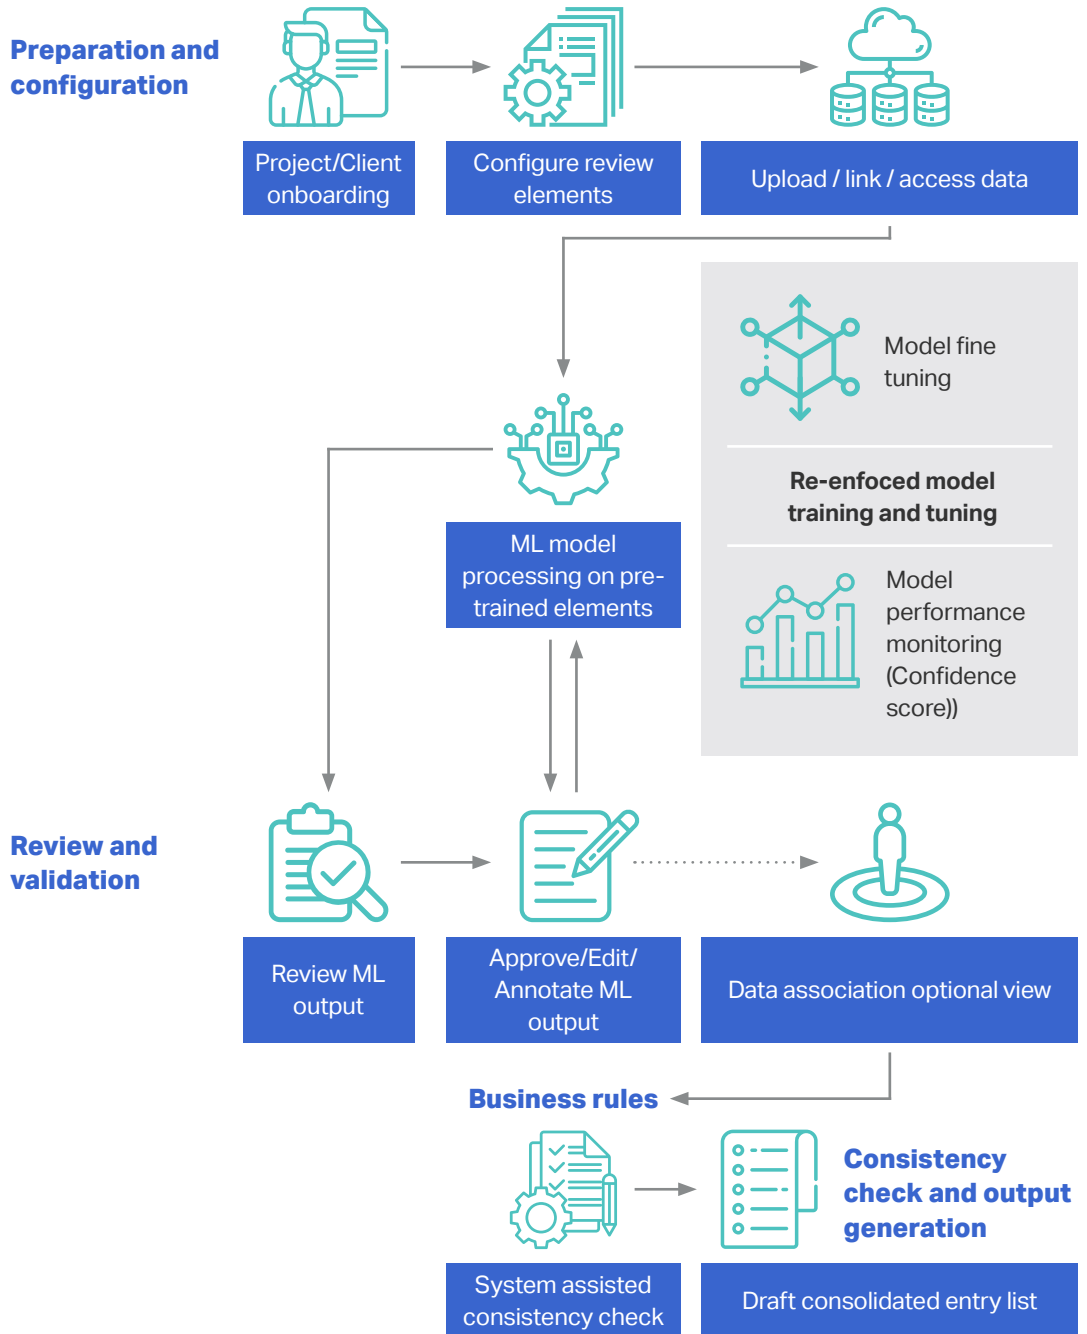 Preparation and
configuration
Project/Client
onboarding
Configure review
elements
Upload / link / access data
Model fine
tuning
Re-enfoced model
training and tuning
Model
performance
monitoring
(Confidence
score))
ML model
processing on pre-
trained elements
Review and
validation
Review ML
output
Approve/Edit/
Annotate ML
output
Data association optional view
Business rules
Consistency
check and output
generation
System assisted
consistency check
Draft consolidated entry list